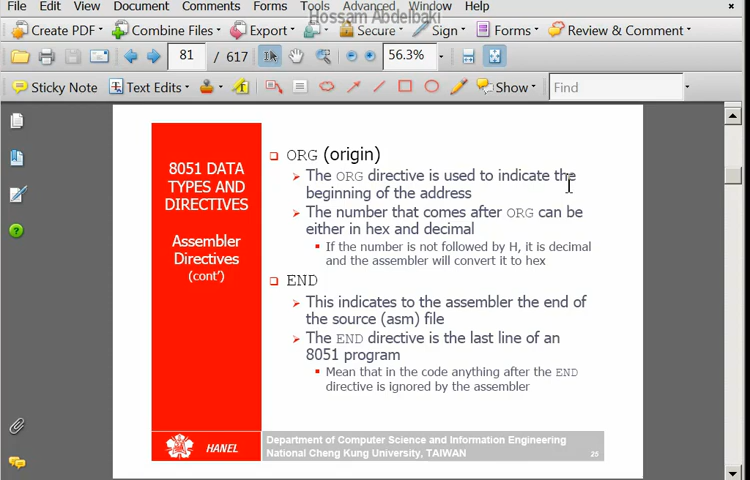 File Edit View Document Comments Forms Tools Advanced Window Help
Hossam Abdelbaki
Create PDF Combine Files Export Secure Sign Forms Review & Comment
81 / 617 56.3%
Sticky Note Text Edits Show Find
8051 DATA
TYPES AND
DIRECTIVES
Assembler
Directives
(cont')
ORG (origin)
The ORG directive is used to indicate the
beginning of the address
The number that comes after ORG can be
either in hex and decimal
If the number is not followed by H, it is decimal
and the assembler will convert it to hex
END
This indicates to the assembler the end of
the source (asm) file
The END directive is the last line of an
8051 program
Mean that in the code anything after the END
directive is ignored by the assembler
HANEL
Department of Computer Science and Information Engineering
National Cheng Kung University, TAIWAN
25